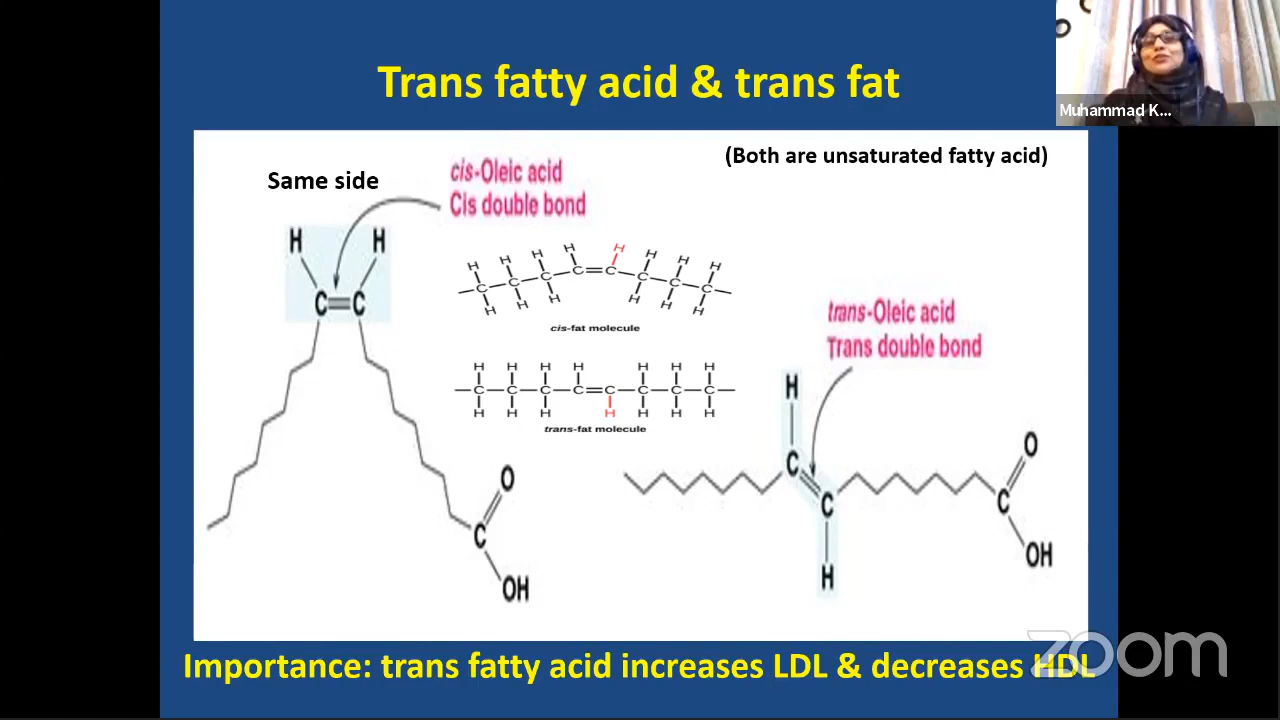 Trans fatty acid & trans fat
Muhammad K...
(Both are unsaturated fatty acid)
Same side
cis-Oleic acid
Cis double bond
H H
C C
H H H H H H H H
C C C C C C C C
H H H H H H
cis-fat molecule
trans-Oleic acid
Trans double bond
H H H H H H H
C C C C C C C C
H H H H H H H
trans-fat molecule
H
C
C
H
O
C
OH
O
C
OH
zoom
Importance: trans fatty acid increases LDL & decreases HDL